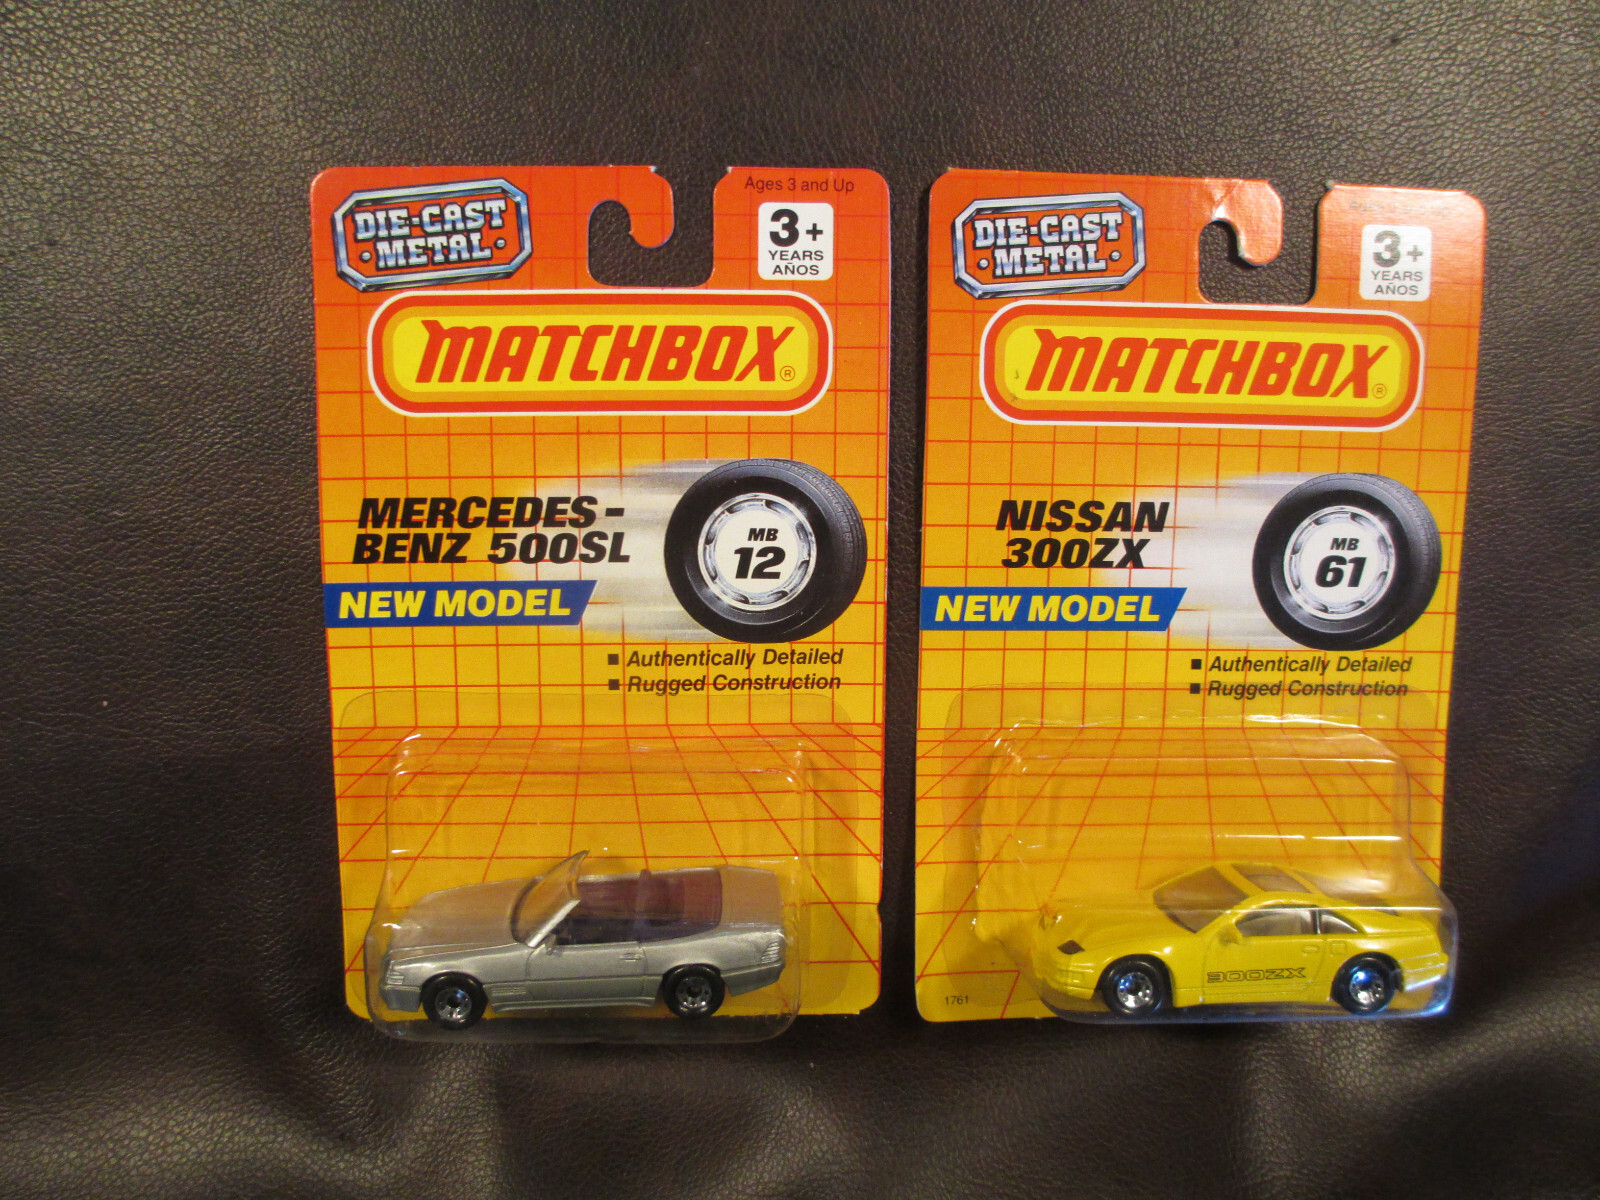 DIE-CAST
METAL
Ages 3 and Up
3+
YEARS
AÑOS
MATCHBOX®
MERCEDES-
BENZ 500SL
MB
12
NEW MODEL
■ Authentically Detailed
■ Rugged Construction
DIE-CAST
METAL
3+
YEARS
AÑOS
MATCHBOX®
NISSAN
300ZX
MB
61
NEW MODEL
■ Authentically Detailed
■ Rugged Construction
300ZX
1761